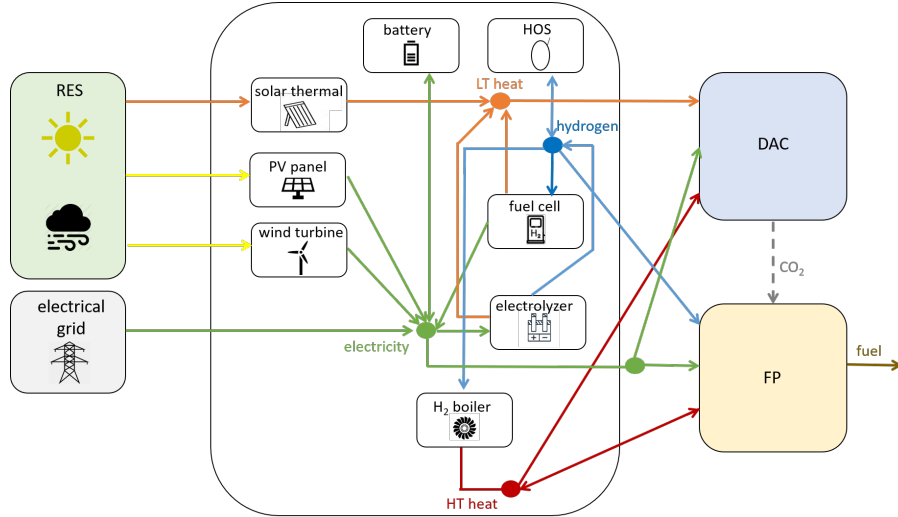 battery
HOS
RES
solar thermal
LT heat
hydrogen
DAC
PV panel
fuel cell
H₂
wind turbine
CO₂
electrical
grid
electrolyzer
electricity
fuel
FP
H₂ boiler
HT heat